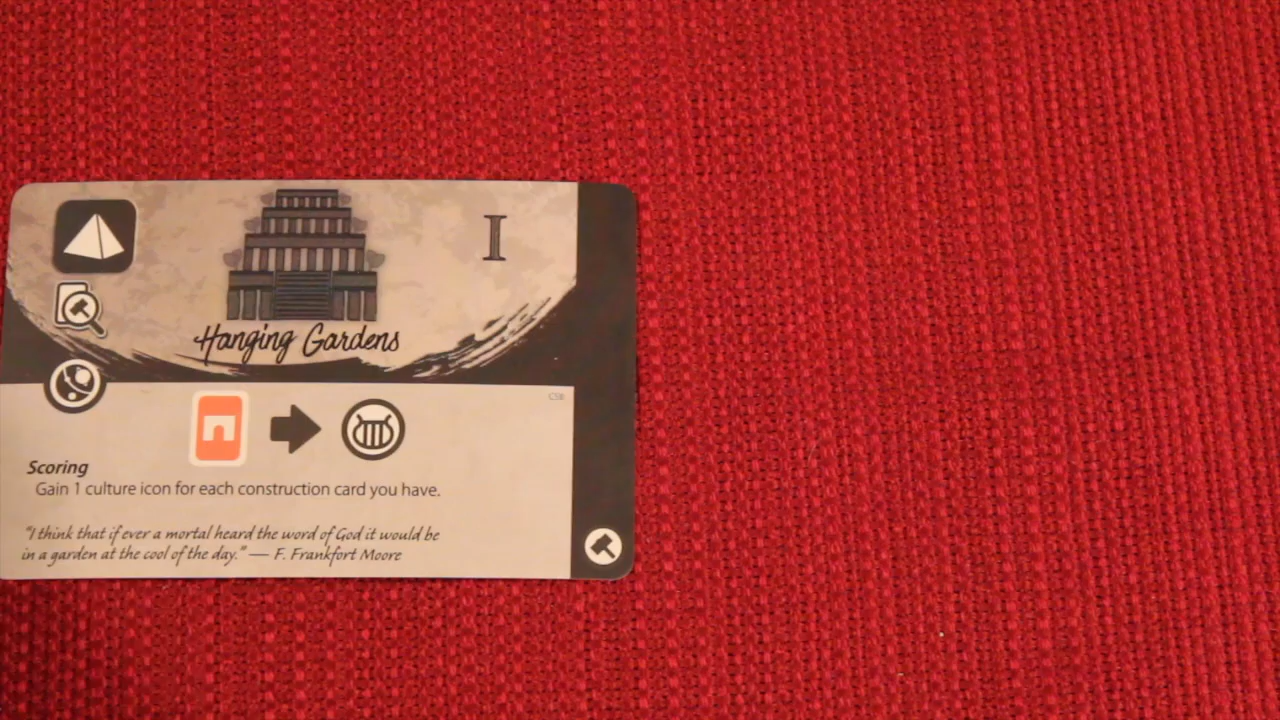 I
Hanging Gardens
C58
Scoring
Gain 1 culture icon for each construction card you have.
"I think that if ever a mortal heard the word of God it would be
in a garden at the cool of the day." — F. Frankfort Moore